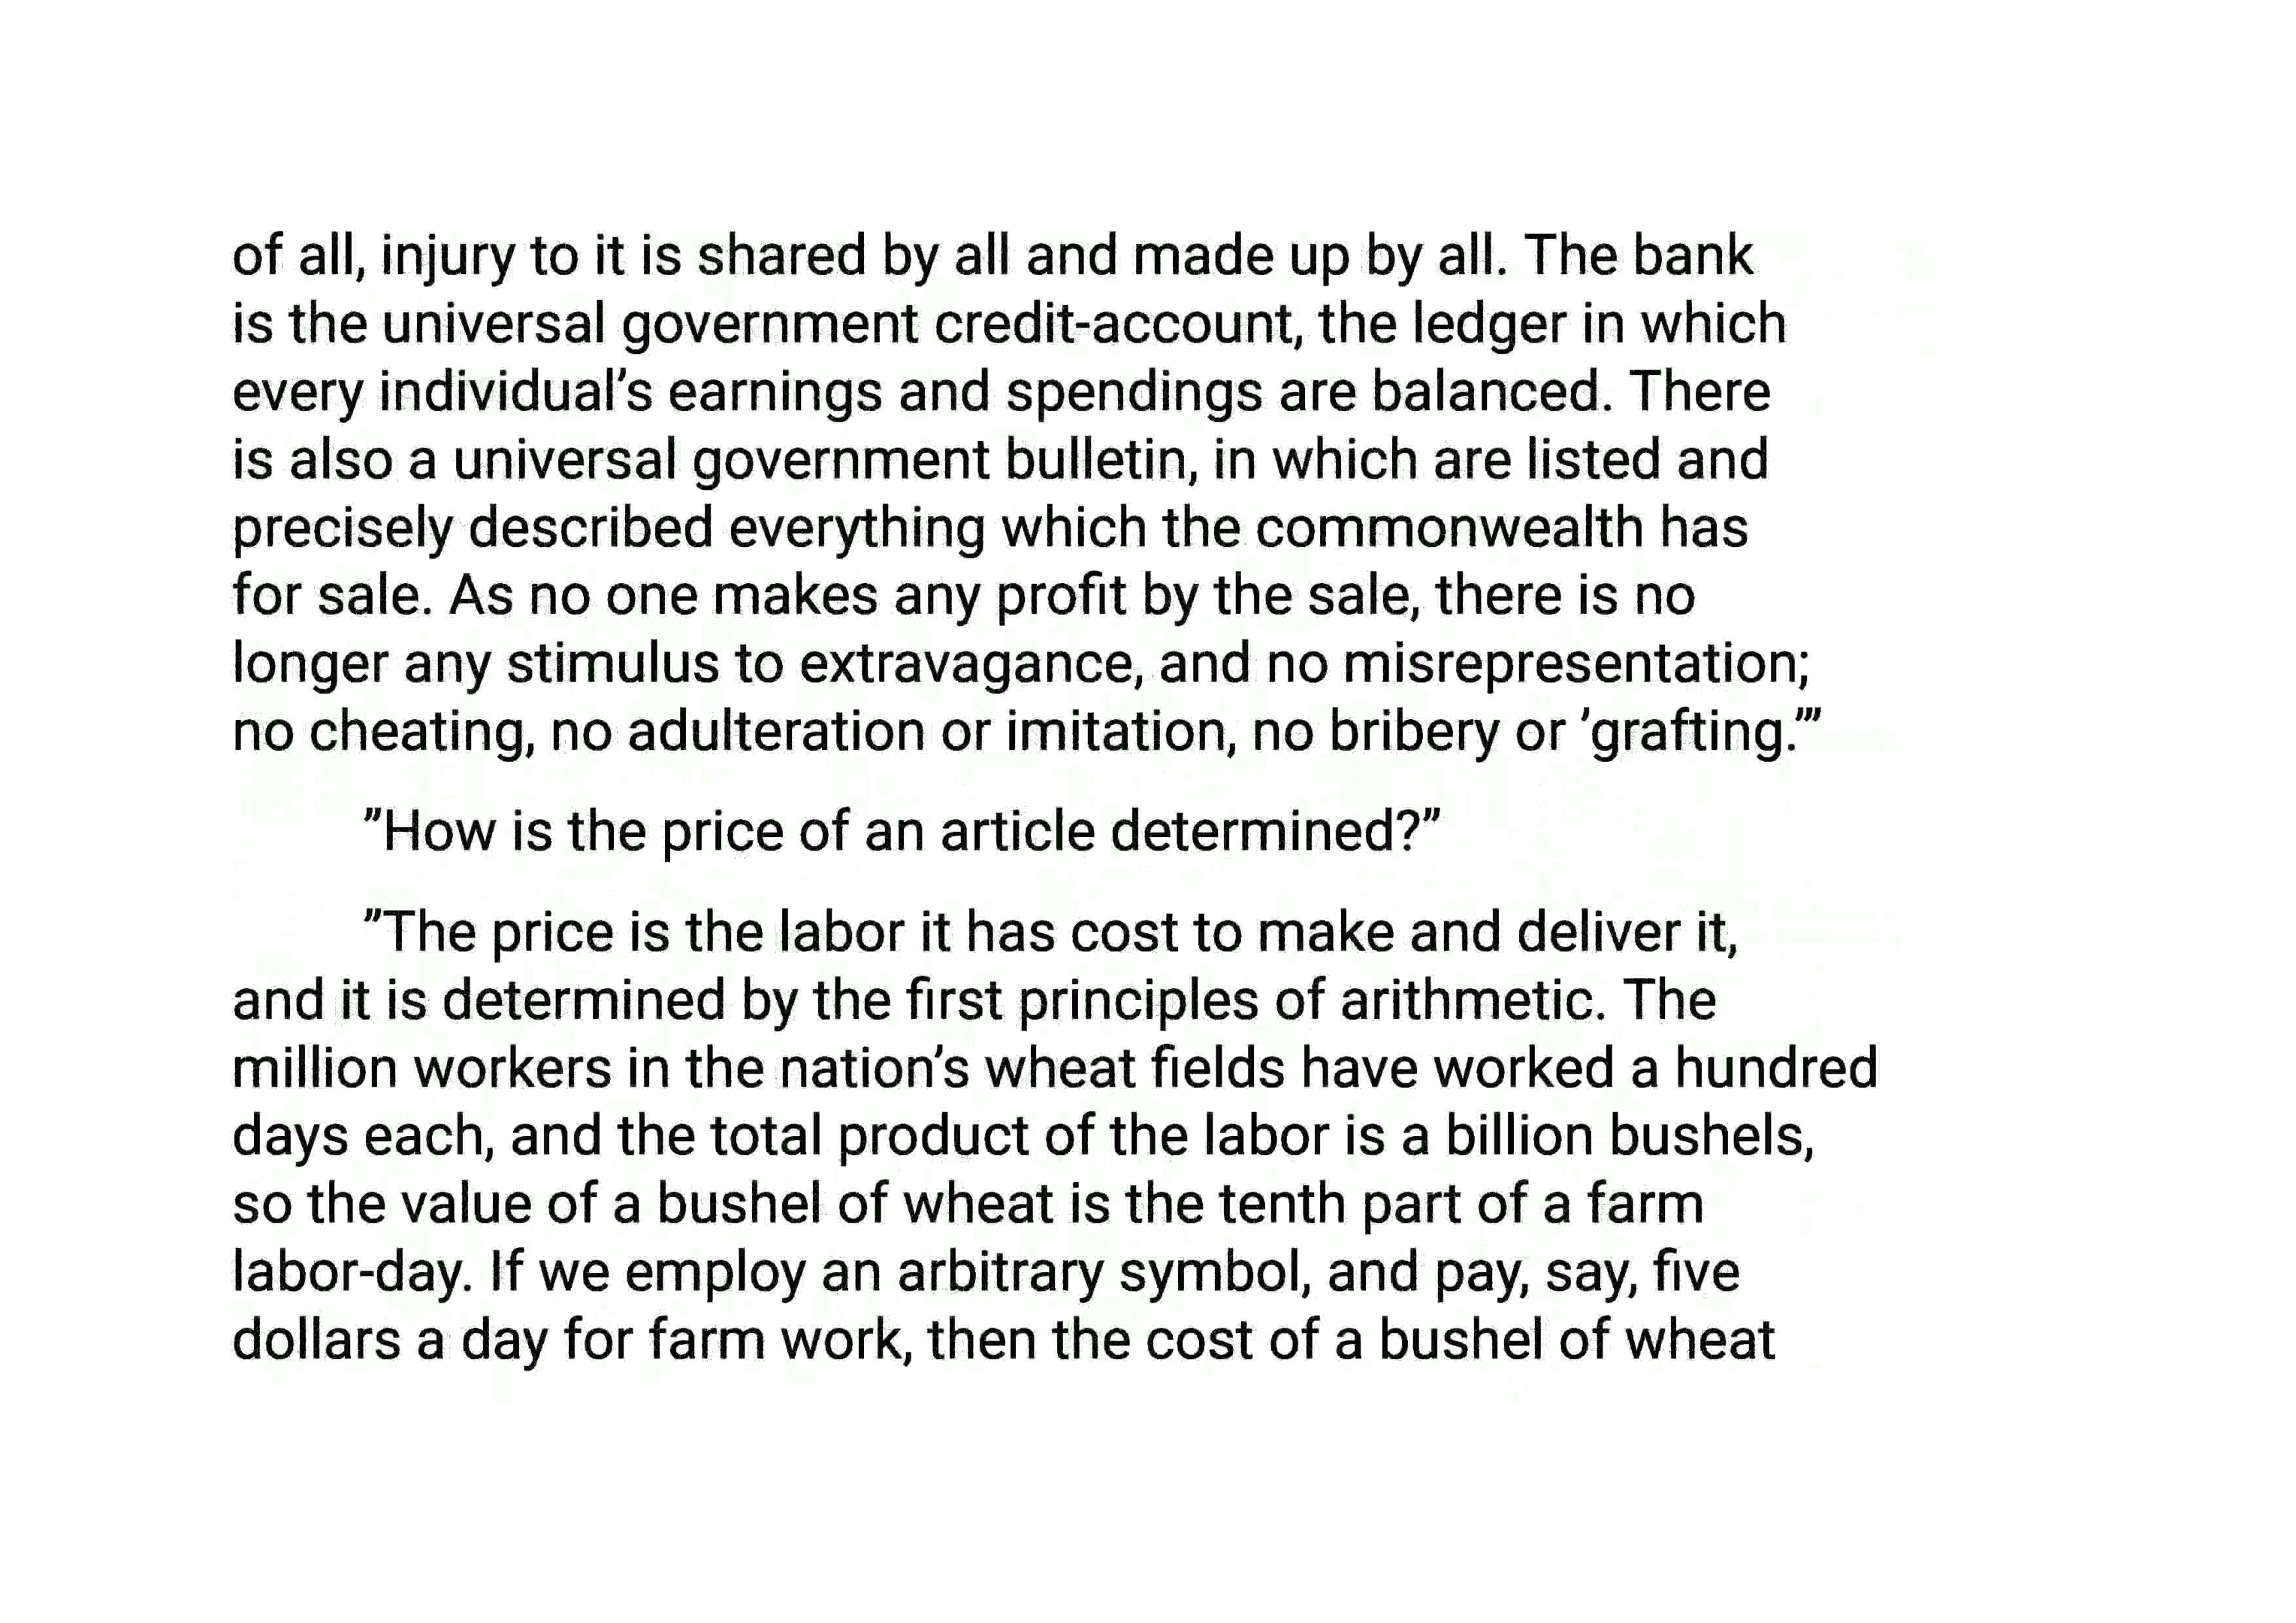 of all, injury to it is shared by all and made up by all. The bank
is the universal government credit-account, the ledger in which
every individual’s earnings and spendings are balanced. There
is also a universal government bulletin, in which are listed and
precisely described everything which the commonwealth has
for sale. As no one makes any profit by the sale, there is no
longer any stimulus to extravagance, and no misrepresentation;
no cheating, no adulteration or imitation, no bribery or ’grafting.’”
”How is the price of an article determined?”
”The price is the labor it has cost to make and deliver it,
and it is determined by the first principles of arithmetic. The
million workers in the nation’s wheat fields have worked a hundred
days each, and the total product of the labor is a billion bushels,
so the value of a bushel of wheat is the tenth part of a farm
labor-day. If we employ an arbitrary symbol, and pay, say, five
dollars a day for farm work, then the cost of a bushel of wheat